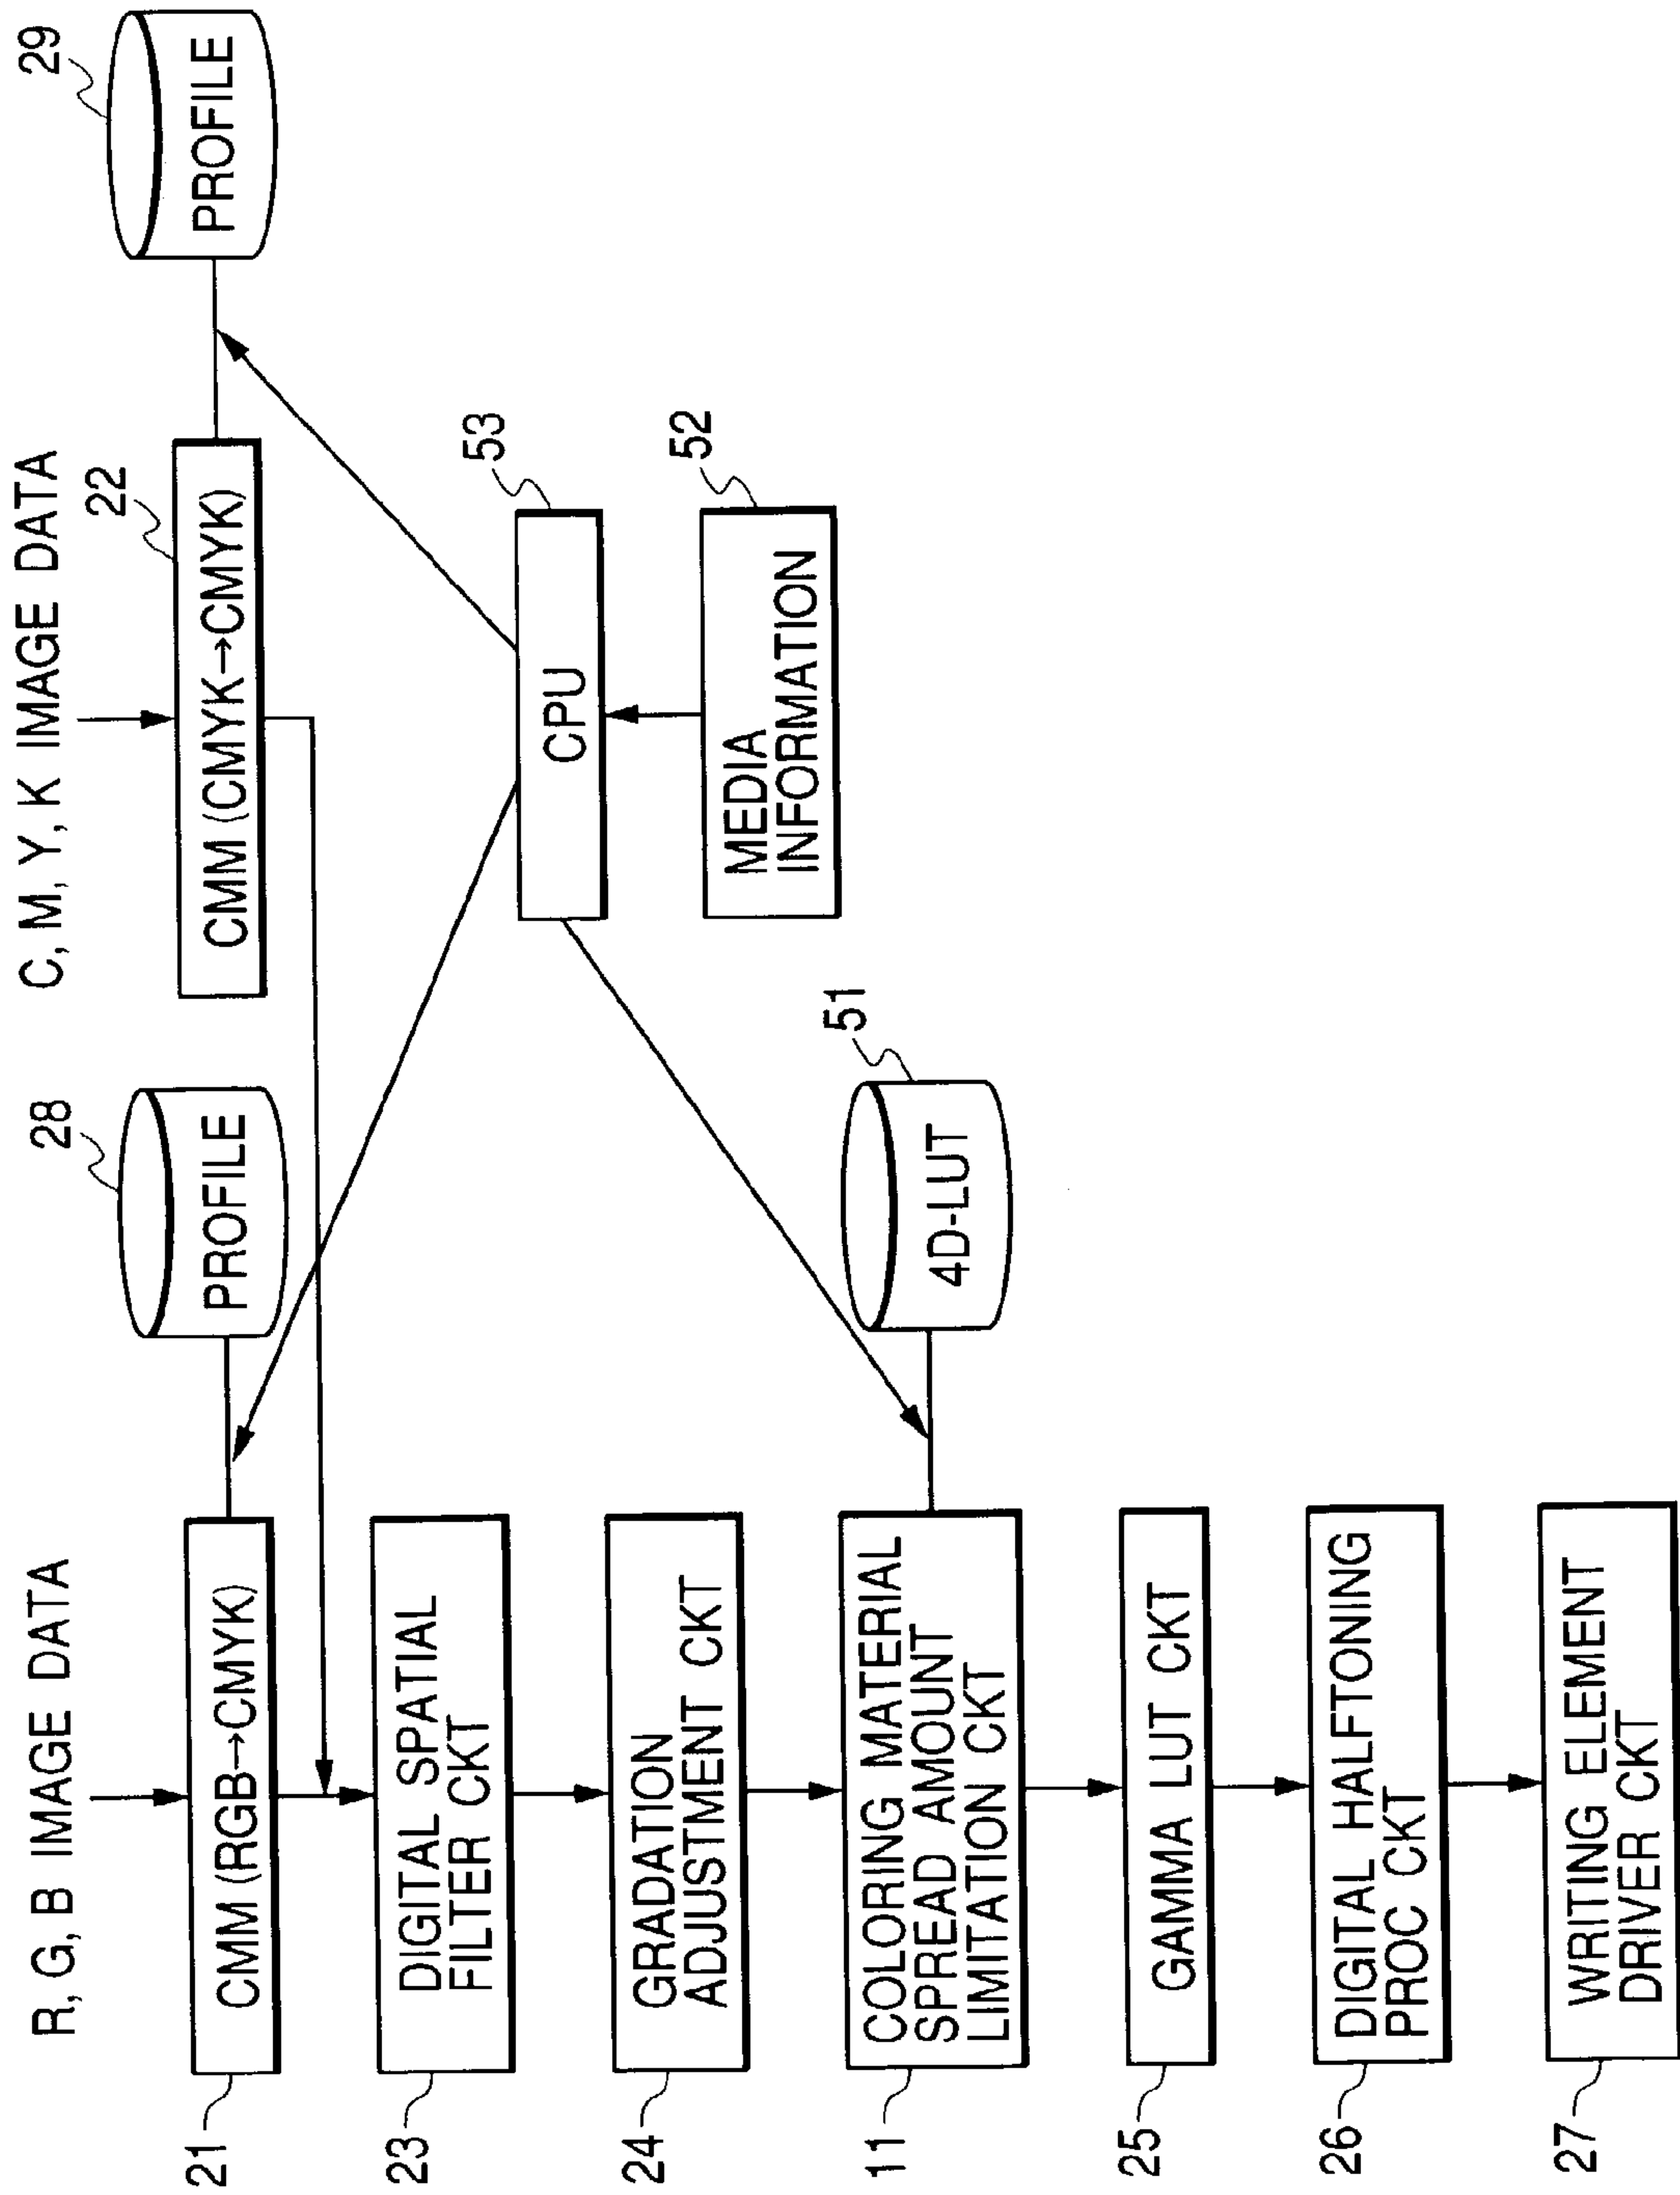 R, G, B IMAGE DATA
C, M, Y, K IMAGE DATA
21
CMM (RGB→CMYK)
28
PROFILE
22
CMM (CMYK→CMYK)
29
PROFILE
23
DIGITAL SPATIAL
FILTER CKT
53
CPU
24
GRADATION
ADJUSTMENT CKT
52
MEDIA
INFORMATION
11
COLORING MATERIAL
SPREAD AMOUNT
LIMITATION CKT
51
4D-LUT
25
GAMMA LUT CKT
26
DIGITAL HALFTONING
PROC CKT
27
WRITING ELEMENT
DRIVER CKT